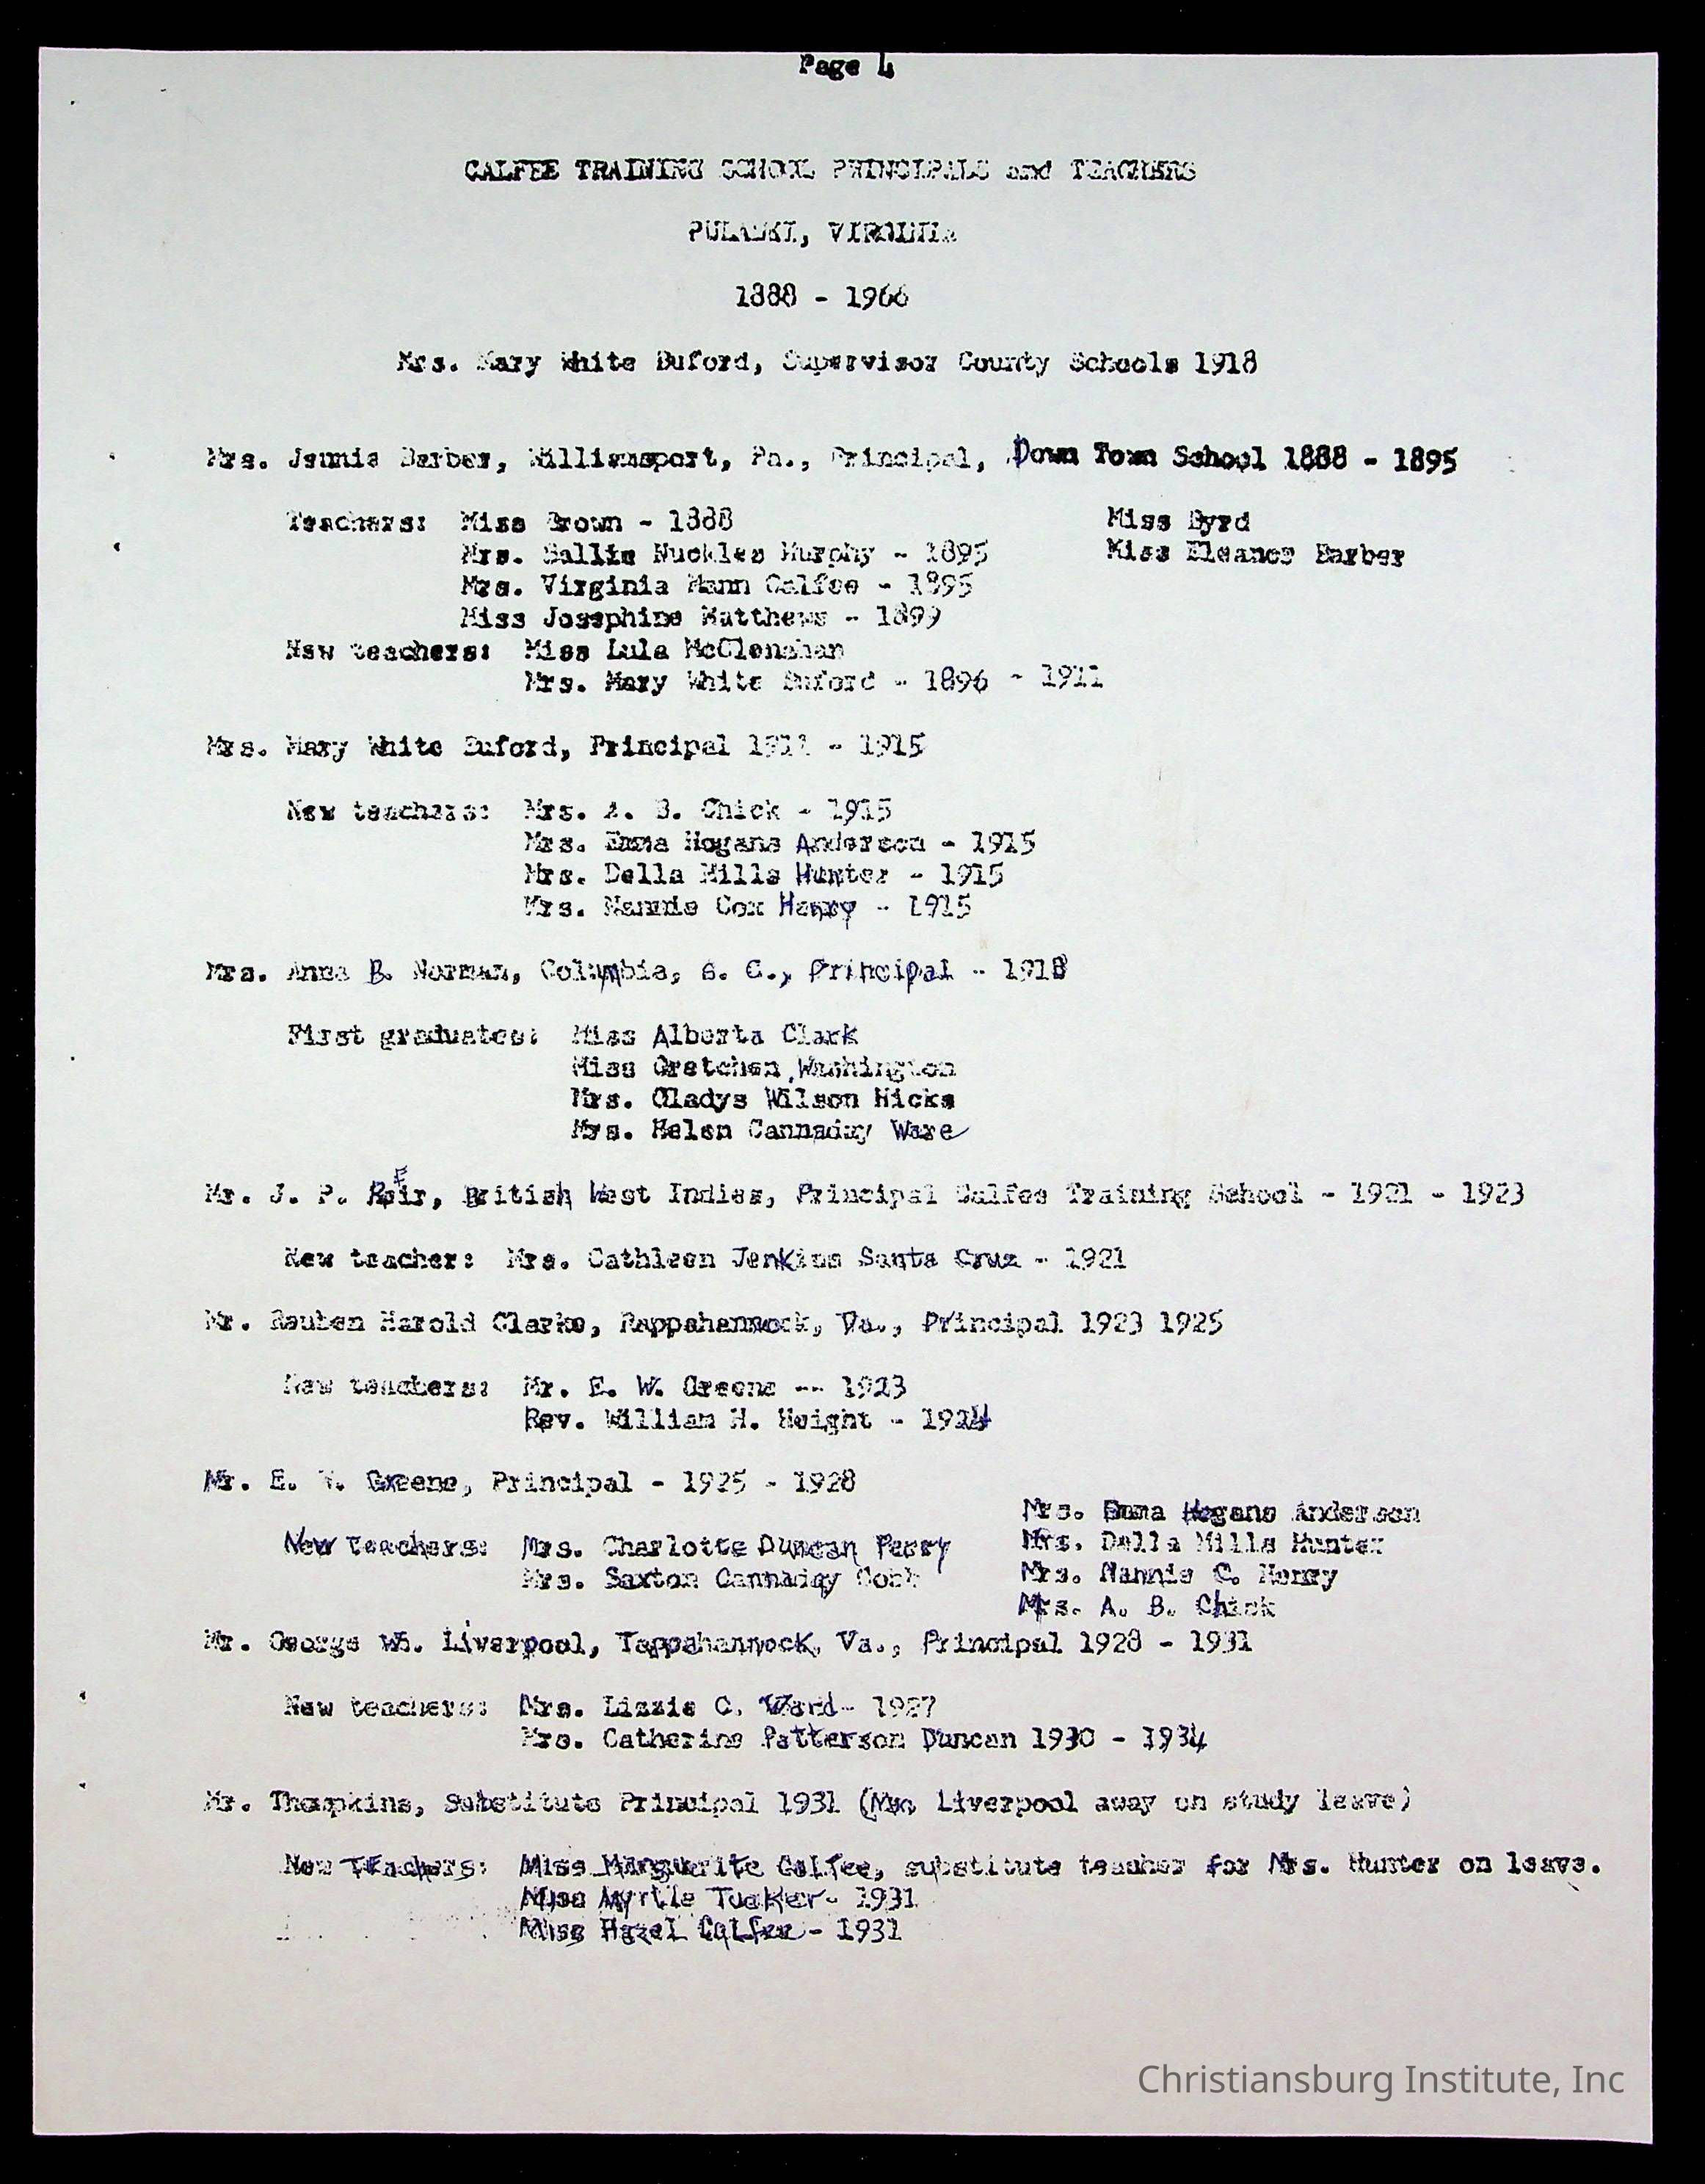 Page 4
CALFEE TRAINING SCHOOL PRINCIPALS and TEACHERS
PULASKI, VIRGINIA
1888 - 1966
Mrs. Mary White Buford, Supervisor County Schools 1918
Mrs. Jennie Barber, Williamsport, Pa., Principal, Down Town School 1888 - 1895
Teachers: Miss Brown - 1888 Miss Byrd
Mrs. Sallie Nuckles Murphy - 1895 Miss Eleanor Barber
Mrs. Virginia Mann Calfee - 1895
Miss Josephine Matthews - 1899
New teachers: Miss Lula McClenahan
Mrs. Mary White Buford - 1896 - 1911
Mrs. Mary White Buford, Principal 1911 - 1915
New teachers: Mrs. A. B. Chick - 1915
Mrs. Emma Hogans Anderson - 1915
Mrs. Della Mills Hunter - 1915
Mrs. Nannie Cox Henry - 1915
Mrs. Anna B. Norman, Columbia, S. C., Principal - 1918
First graduates: Miss Alberta Clark
Miss Gretchen Washington
Mrs. Gladys Wilson Hicks
Mrs. Helen Cannaday Ware
Mr. J. P. British West Indies, Principal Calfee Training School - 1921 - 1923
New teacher: Mrs. Cathleen Jenkins Santa Cruz - 1921
Mr. Reuben Harold Clarke, Rappahannock, Va., Principal 1923 1925
New teachers: Mr. E. W. Greene -- 1923
Rev. William H. Height - 1924
Mr. E. W. Greene, Principal - 1925 - 1928
Mrs. Emma Hogans Anderson
New teachers: Mrs. Charlotte Duncan Perry Mrs. Della Mills Hunter
Mrs. Saxton Cannaday Cobb Mrs. Nannie C. Henry
Mrs. A. B. Chick
Mr. George Wm. Liverpool, Tappahannock, Va., Principal 1928 - 1931
New teachers: Mrs. Lizzie C. Ward- 1927
Mrs. Catherine Patterson Duncan 1930 - 1934
Mr. Thompkins, Substitute Principal 1931 (Mr. Liverpool away on study leave)
New Teachers: Miss Marguerite Calfee, substitute teacher for Mrs. Hunter on leave.
Miss Myrtle Tucker- 1931
Miss Hazel Calfee - 1931
Christiansburg Institute, Inc